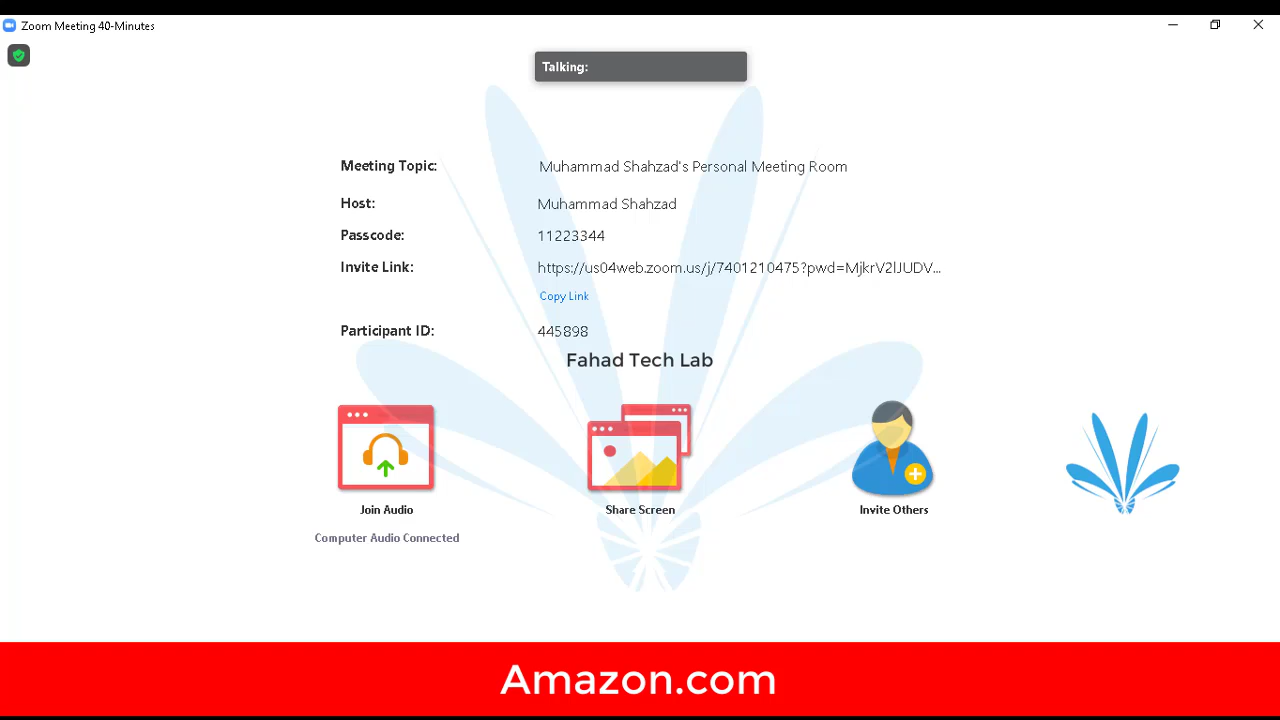 Zoom Meeting 40-Minutes
Talking:
Meeting Topic: Muhammad Shahzad's Personal Meeting Room
Host: Muhammad Shahzad
Passcode: 11223344
Invite Link: https://us04web.zoom.us/j/7401210475?pwd=MjkrV2lJUDV...
Copy Link
Participant ID: 445898
Fahad Tech Lab
Join Audio Share Screen Invite Others
Computer Audio Connected
Amazon.com